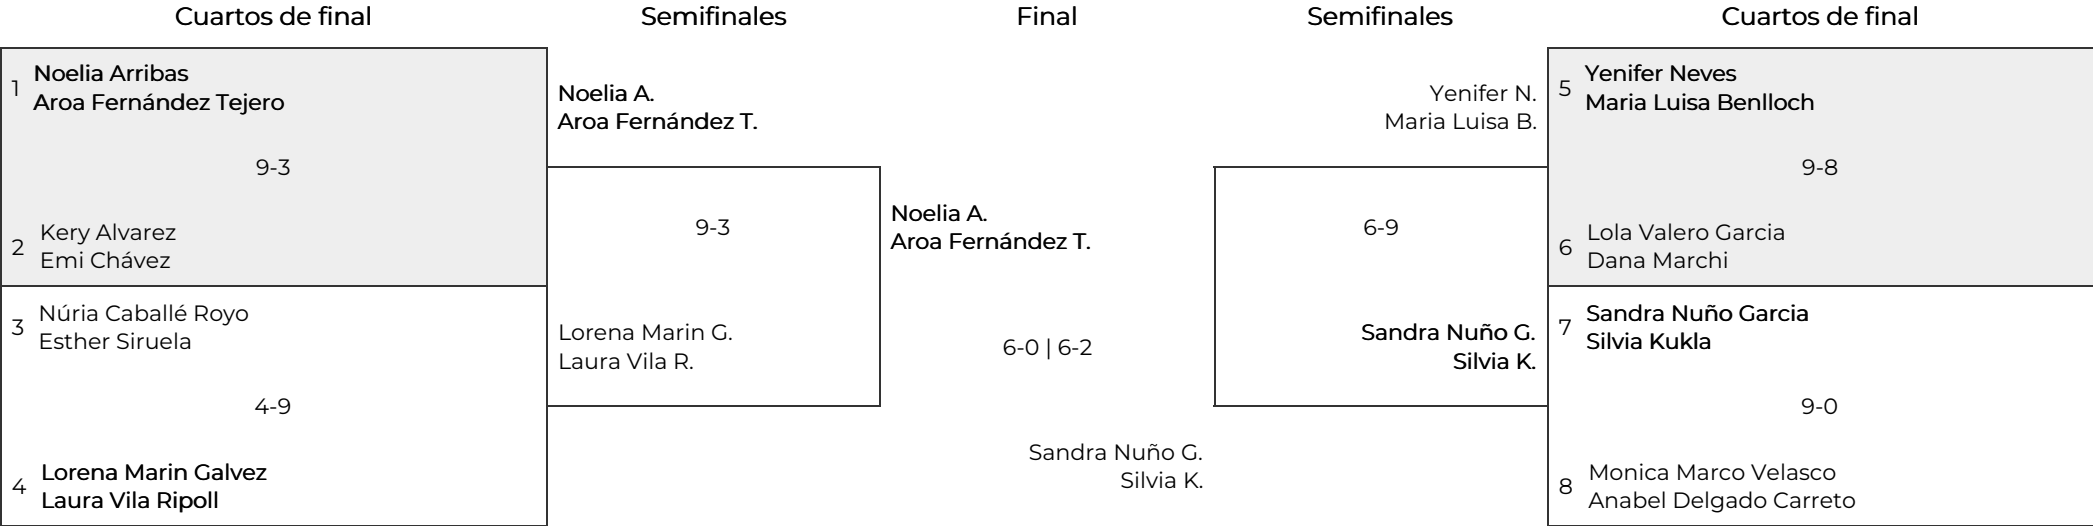 Cuartos de final
Semifinales
Final
Semifinales
Cuartos de final
1
Noelia Arribas
Aroa Fernández Tejero
9-3
2
Kery Alvarez
Emi Chávez
3
Núria Caballé Royo
Esther Siruela
4-9
4
Lorena Marin Galvez
Laura Vila Ripoll
Noelia A.
Aroa Fernández T.
9-3
Lorena Marin G.
Laura Vila R.
Noelia A.
Aroa Fernández T.
6-0 | 6-2
Sandra Nuño G.
Silvia K.
Yenifer N.
Maria Luisa B.
6-9
Sandra Nuño G.
Silvia K.
5
Yenifer Neves
Maria Luisa Benlloch
9-8
6
Lola Valero Garcia
Dana Marchi
7
Sandra Nuño Garcia
Silvia Kukla
9-0
8
Monica Marco Velasco
Anabel Delgado Carreto